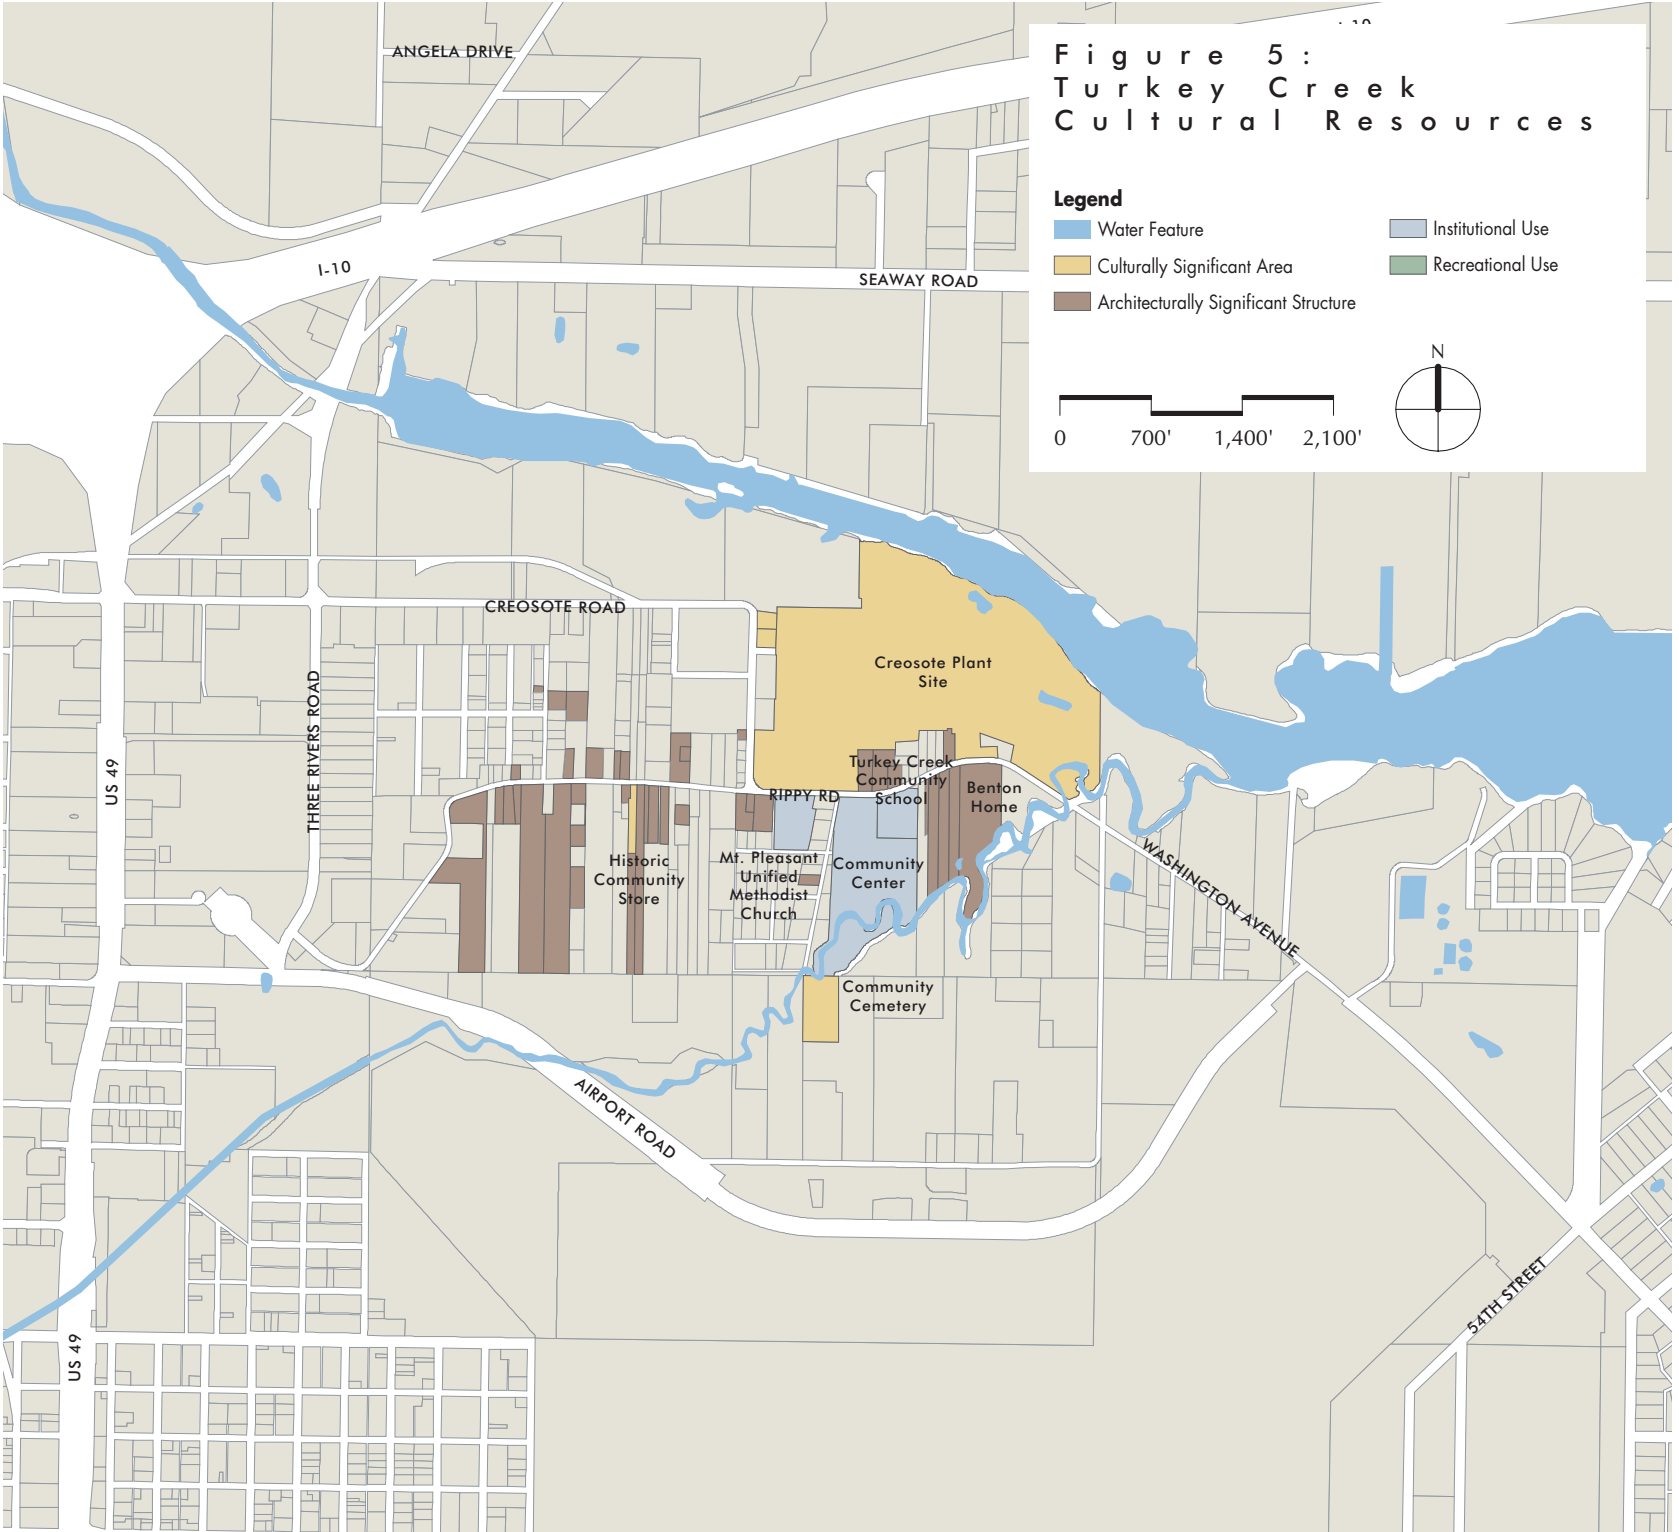 Figure 5:
Turkey Creek
Cultural Resources
Legend
Water Feature
Culturally Significant Area
Architecturally Significant Structure
Institutional Use
Recreational Use
N
0 700' 1,400' 2,100'
ANGELA DRIVE
I-10
SEAWAY ROAD
CREOSOTE ROAD
THREE RIVERS ROAD
US 49
Creosote Plant
Site
Turkey Creek
Community
School
Benton
Home
RIPPY RD
Historic
Community
Store
Mt. Pleasant
Unified
Methodist
Church
Community
Center
WASHINGTON AVENUE
Community
Cemetery
AIRPORT ROAD
54TH STREET
US 49